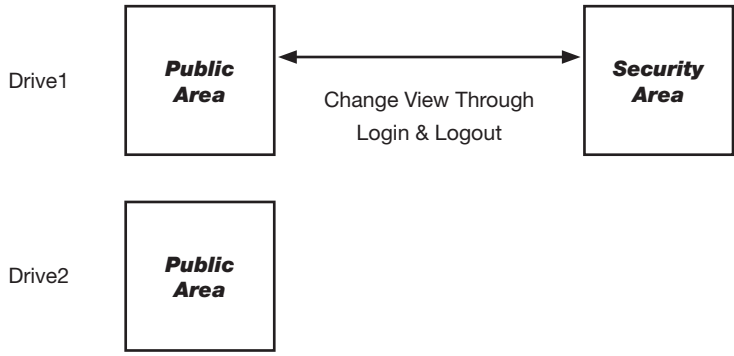 Drive1
Public
Area
Change View Through
Login & Logout
Security
Area
Drive2
Public
Area